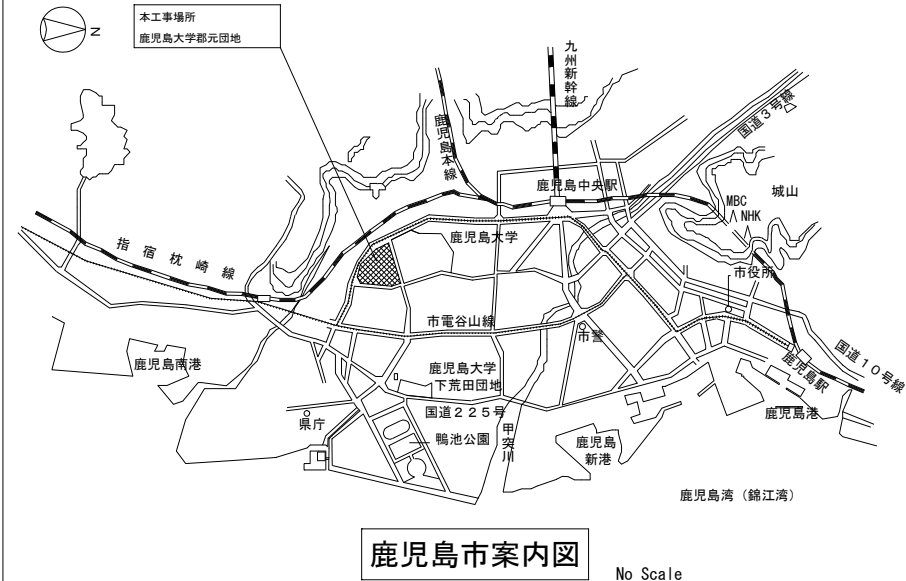 本工事場所
鹿児島大学郡元団地
N
九州新幹線
鹿児島本線
国道3号線
鹿児島中央駅
城山
MBC
NHK
鹿児島大学
指宿枕崎線
市役所
市電谷山線
市警
国道10号線
鹿児島駅
鹿児島南港
鹿児島大学
下荒田団地
国道225号
鹿児島港
県庁
鴨池公園
甲突川
鹿児島
新港
鹿児島湾（錦江湾）
鹿児島市案内図
No Scale